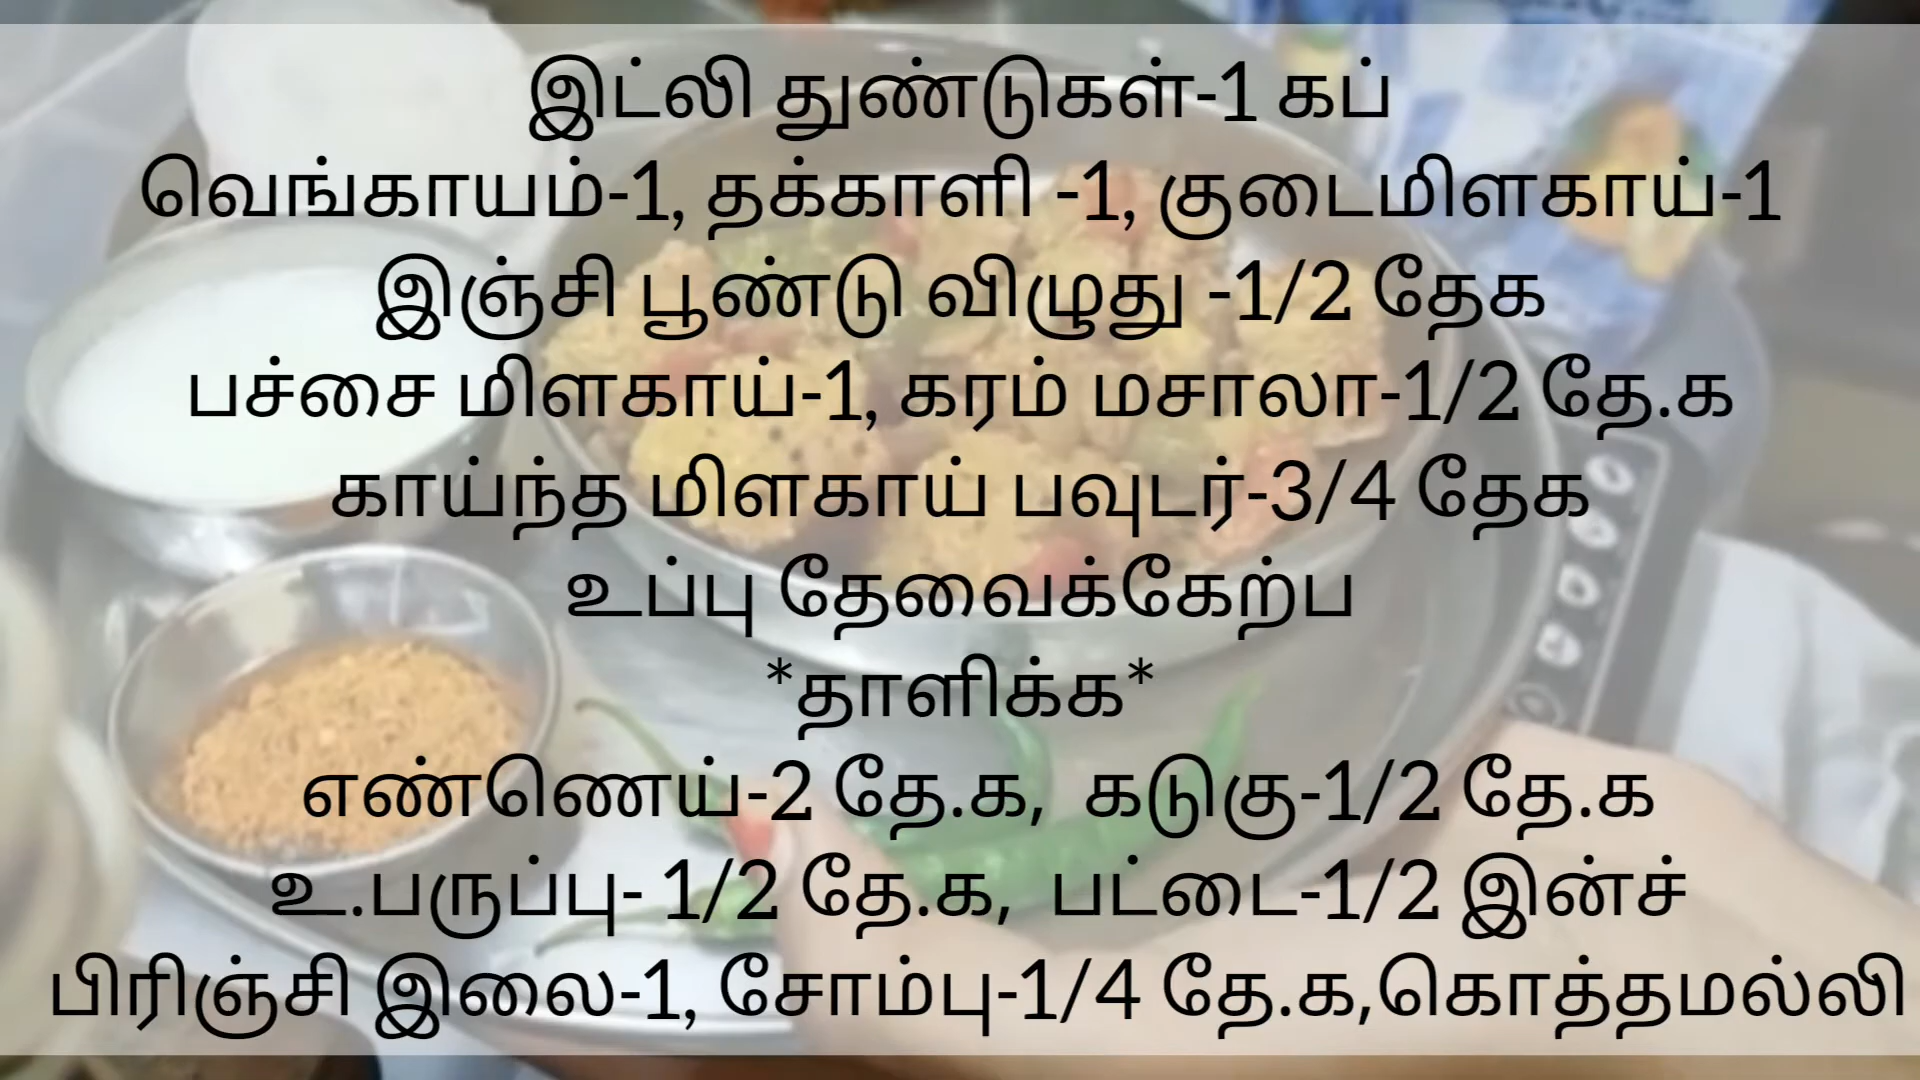 இட்லி துண்டுகள்-1 கப்
வெங்காயம்-1, தக்காளி -1, குடைமிளகாய்-1
இஞ்சி பூண்டு விழுது -1/2 தேக
பச்சை மிளகாய்-1, கரம் மசாலா-1/2 தே.க
காய்ந்த மிளகாய் பவுடர்-3/4 தேக
உப்பு தேவைக்கேற்ப
*தாளிக்க*
எண்ணெய்-2 தே.க, கடுகு-1/2 தே.க
உ.பருப்பு- 1/2 தே.க, பட்டை-1/2 இன்ச்
பிரிஞ்சி இலை-1, சோம்பு-1/4 தே.க,கொத்தமல்லி